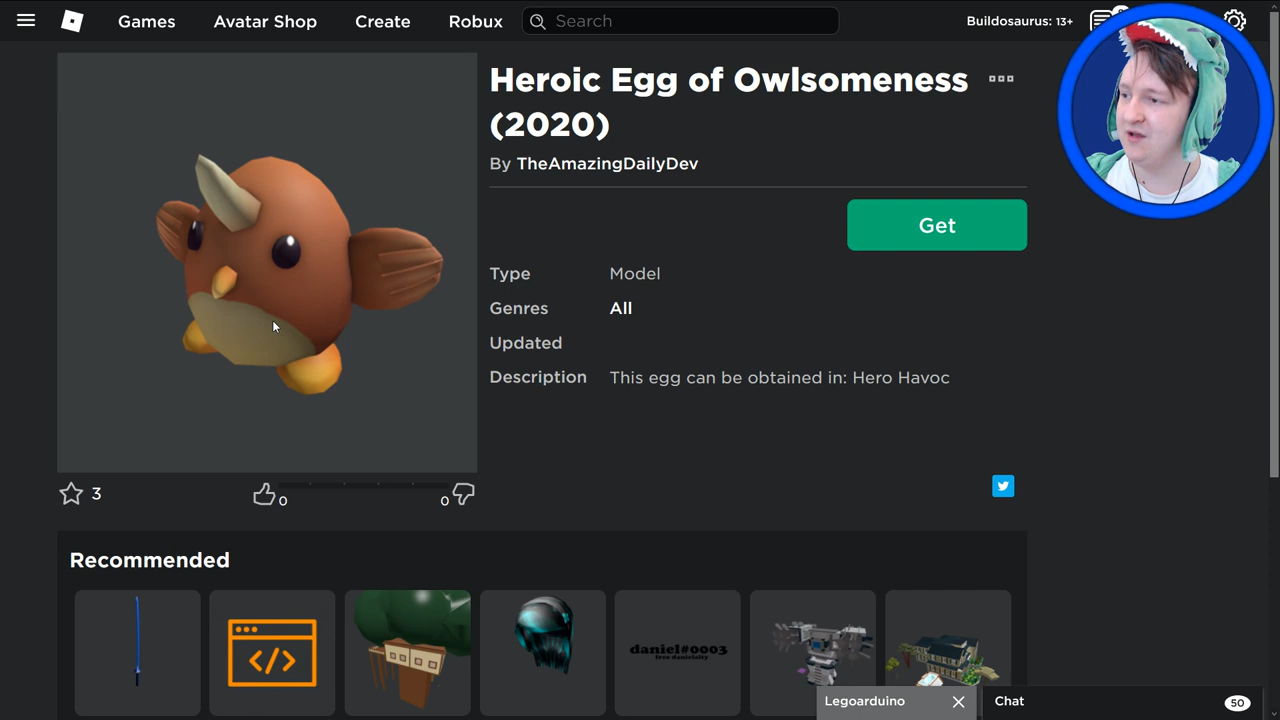 Games
Avatar Shop
Create
Robux
Search
Buildosaurus: 13+
Heroic Egg of Owlsomeness
(2020)
By TheAmazingDailyDev
Get
Type Model
Genres All
Updated
Description This egg can be obtained in: Hero Havoc
3
0
0
Recommended
</>
daniel#0003
free danielalty
Legoarduino
Chat
50